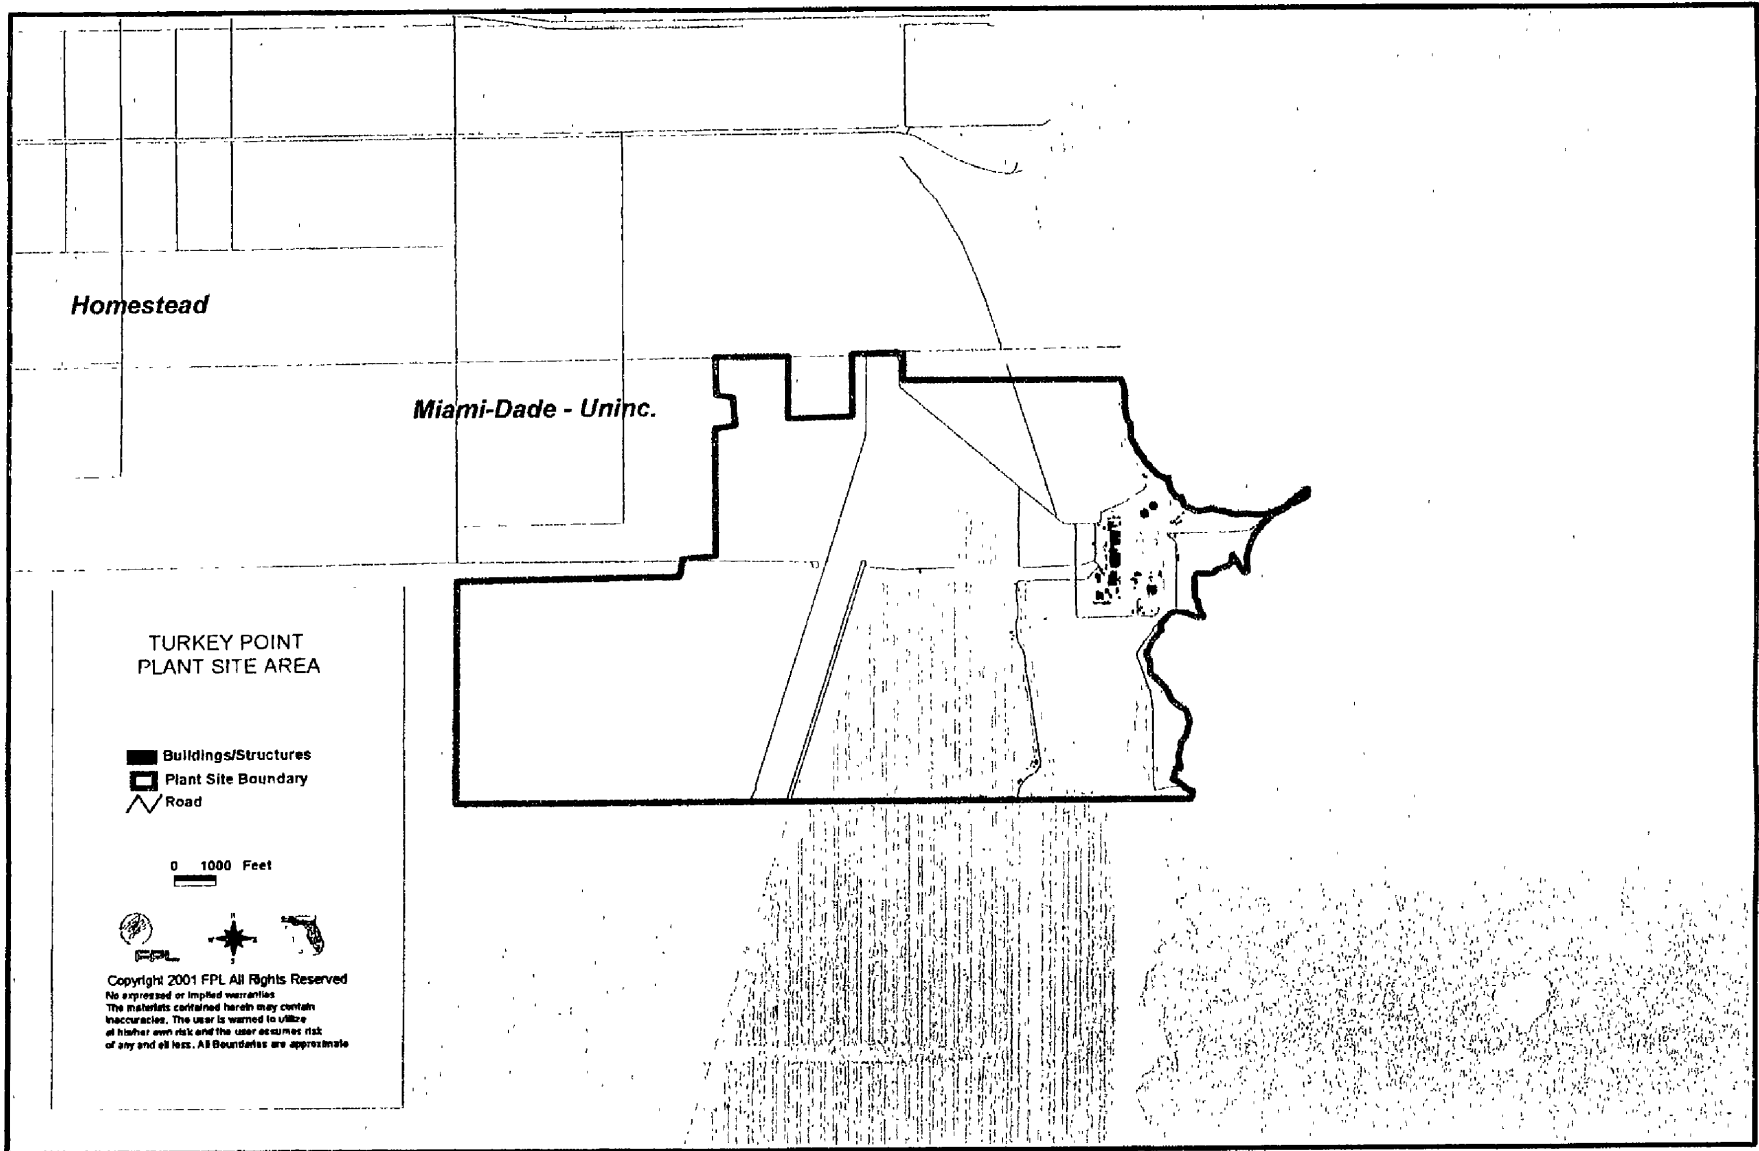 Homestead
Miami-Dade - Uninc.
TURKEY POINT
PLANT SITE AREA
Buildings/Structures
Plant Site Boundary
Road
0 1000 Feet
N
W E
S
FPL
Copyright 2001 FPL All Rights Reserved
No expressed or implied warranties
The materials contained herein may contain
inaccuracies. The user is warned to utilize
at his/her own risk and the user assumes risk
of any and all loss. All Boundaries are approximate